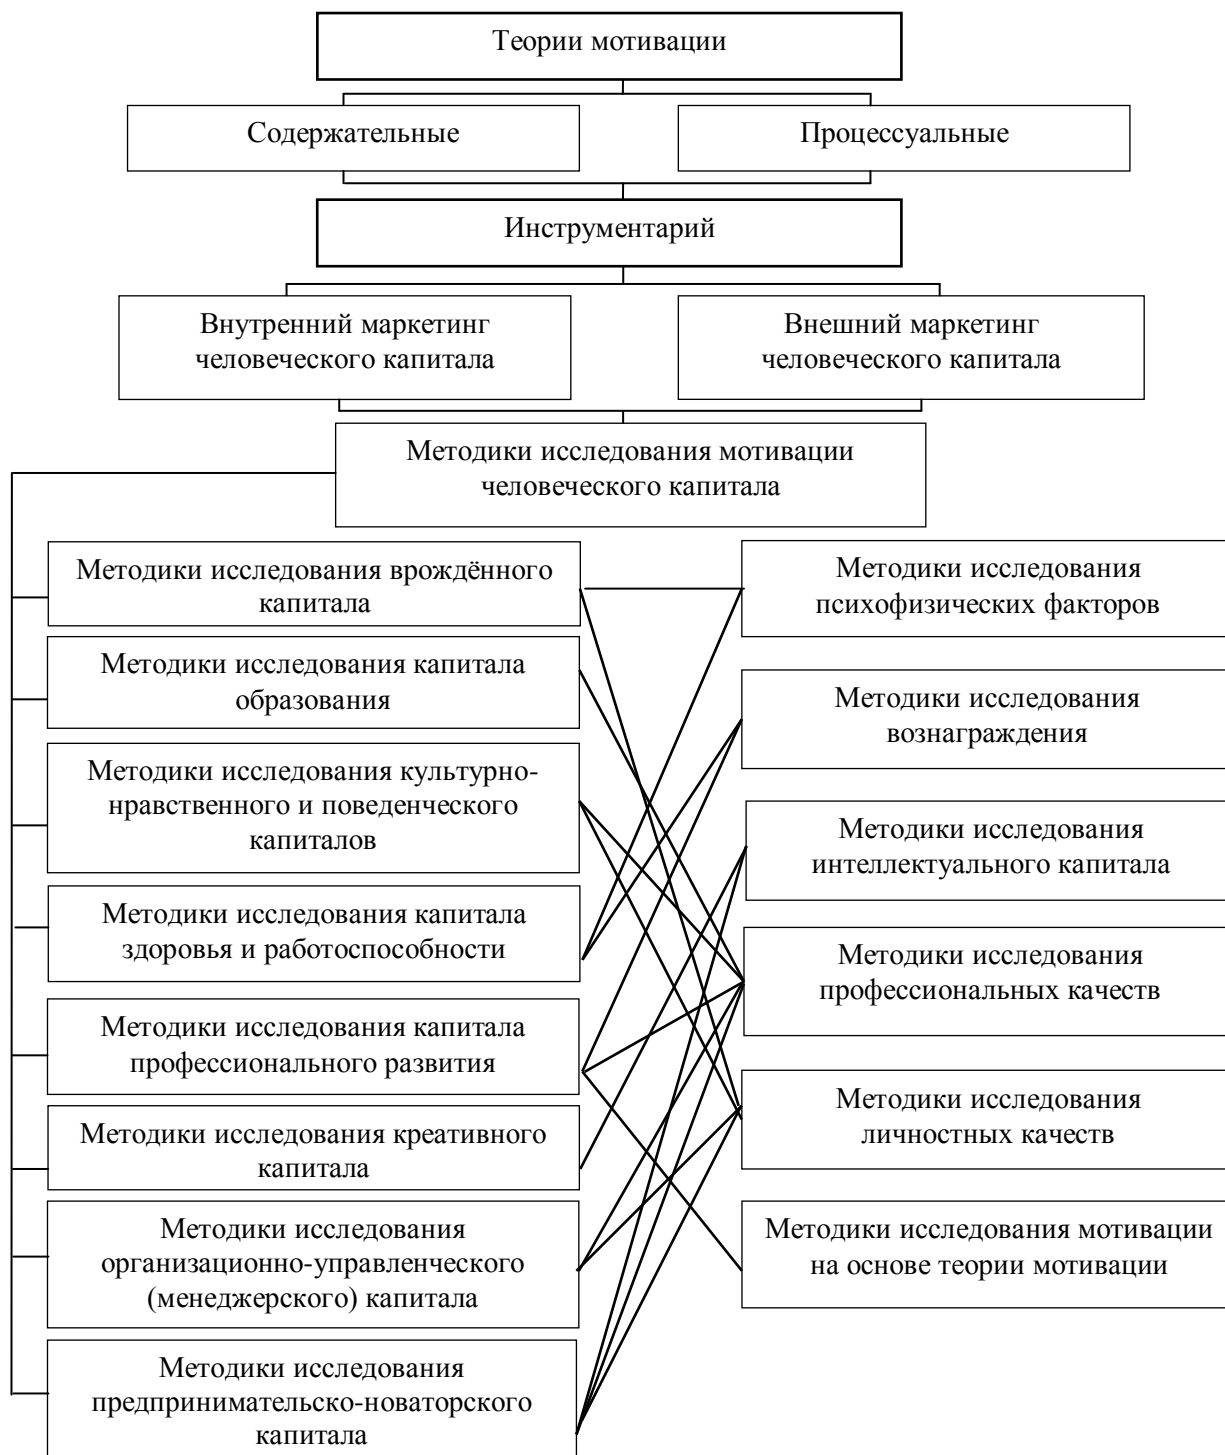 Теории мотивации
Содержательные
Процессуальные
Инструментарий
Внутренний маркетинг
человеческого капитала
Внешний маркетинг
человеческого капитала
Методики исследования мотивации
человеческого капитала
Методики исследования врождённого
капитала
Методики исследования капитала
образования
Методики исследования культурно-
нравственного и поведенческого
капиталов
Методики исследования капитала
здоровья и работоспособности
Методики исследования капитала
профессионального развития
Методики исследования креативного
капитала
Методики исследования
организационно-управленческого
(менеджерского) капитала
Методики исследования
предпринимательско-новаторского
капитала
Методики исследования
психофизических факторов
Методики исследования
вознаграждения
Методики исследования
интеллектуального капитала
Методики исследования
профессиональных качеств
Методики исследования
личностных качеств
Методики исследования мотивации
на основе теории мотивации